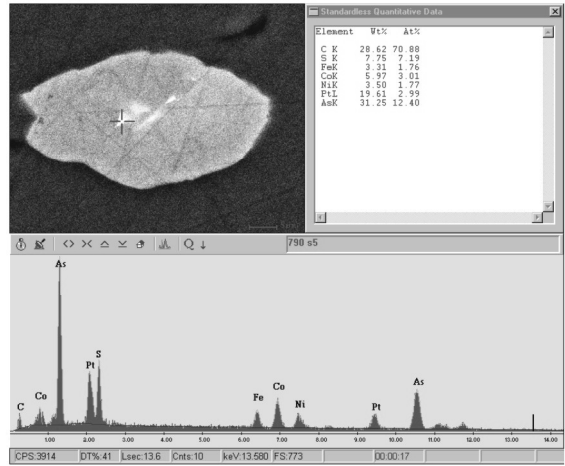 Standardless Quantitative Data
Element Wt% At%
C K 28.62 70.88
S K 7.75 7.19
FeK 3.31 1.76
CoK 5.97 3.01
NiK 3.50 1.77
PtL 19.61 2.99
AsK 31.25 12.40
790 s5
As
Pt
S
C
Co
Fe
Co
Ni
Pt
As
1.00 2.00 3.00 4.00 5.00 6.00 7.00 8.00 9.00 10.00 11.00 12.00 13.00 14.00
CPS:3914 DT%:41 Lsec:13.6 Cnts:10 keV:13.580 FS:773 00:00:17